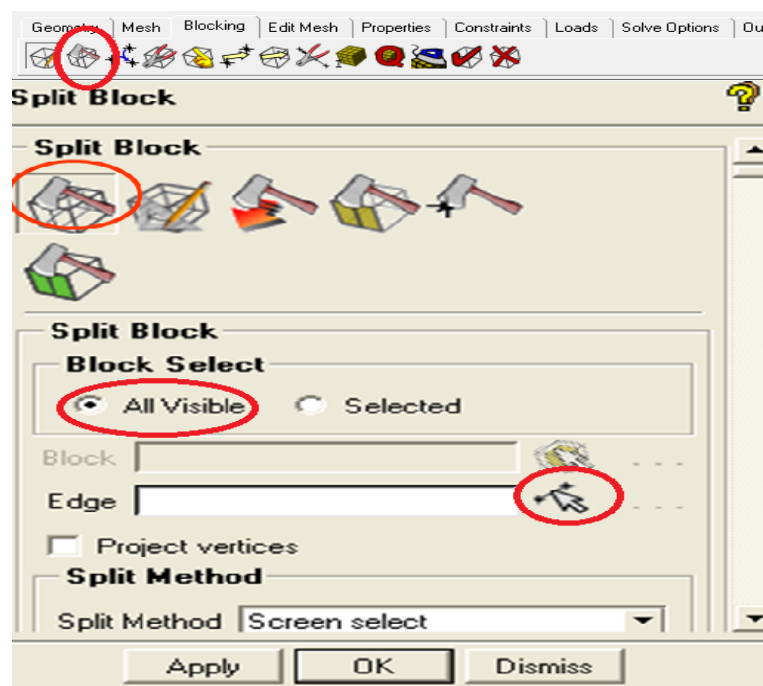 Geometry Mesh Blocking Edit Mesh Properties Constraints Loads Solve Options Ou
Split Block
Split Block
Split Block
Block Select
All Visible Selected
Block
Edge
Project vertices
Split Method
Split Method Screen select
Apply OK Dismiss